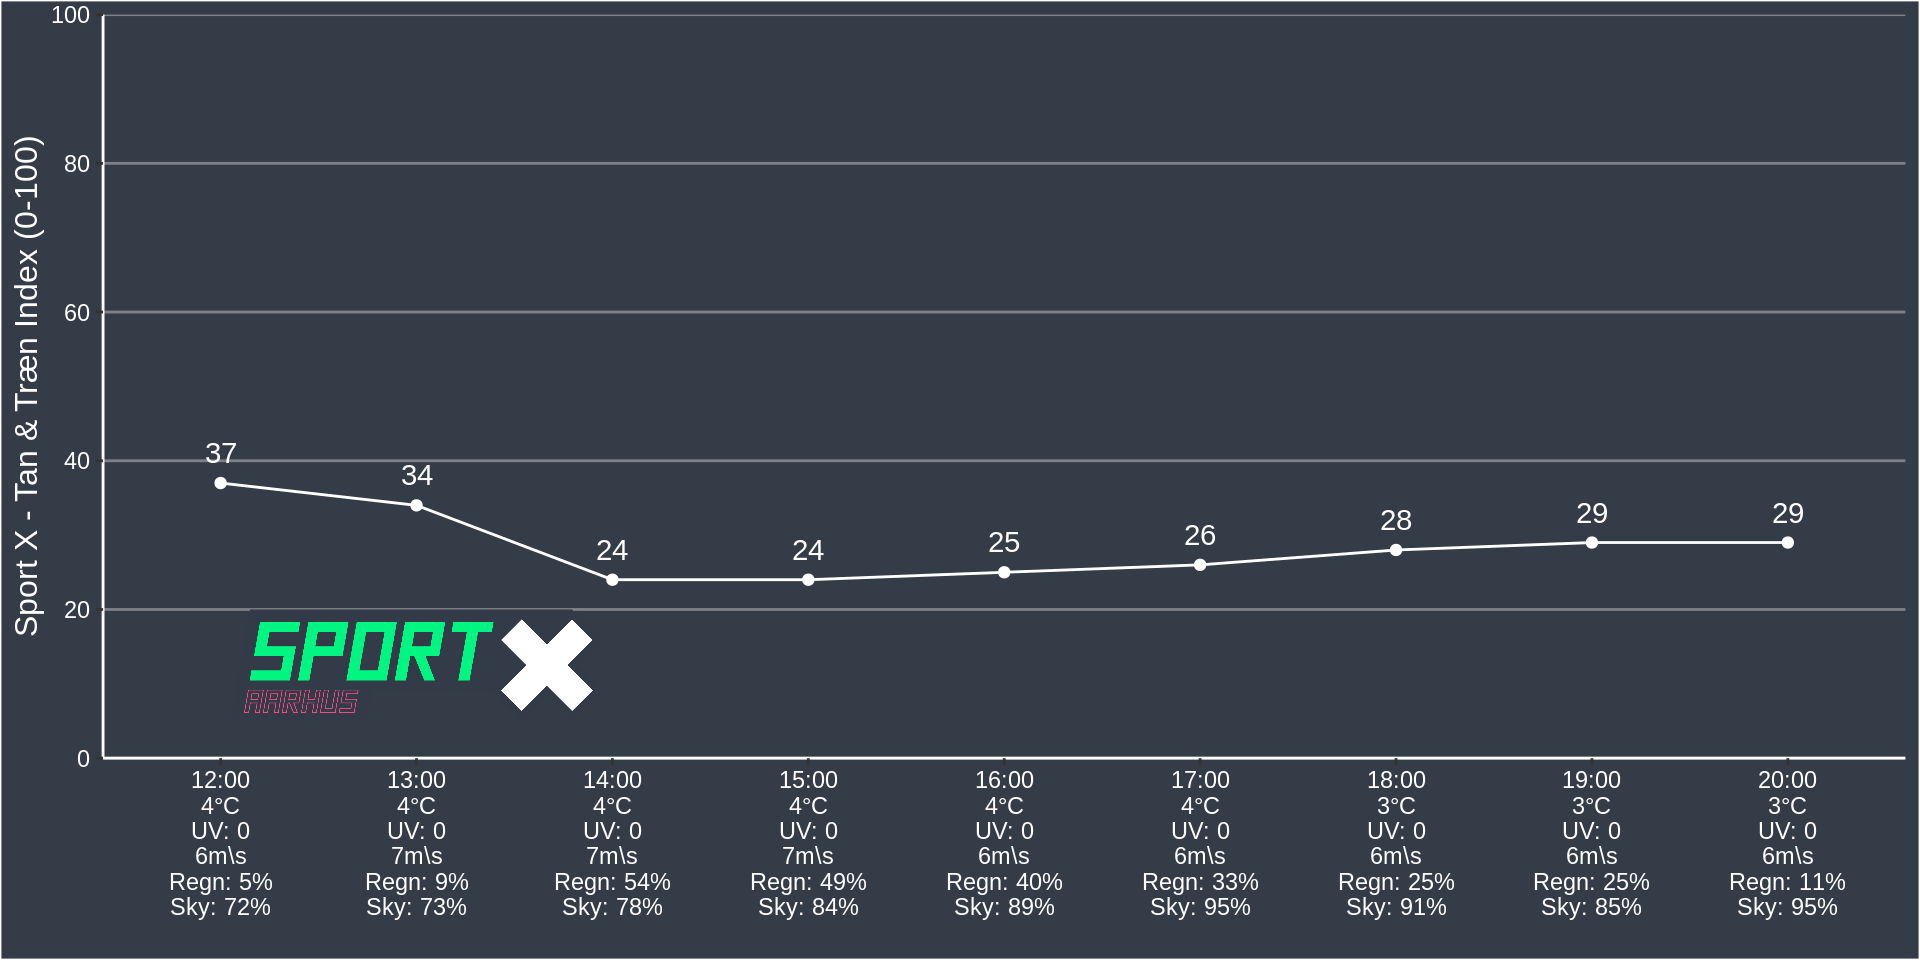 Sport X - Tan & Træn Index (0-100)
100
80
60
40
20
0
37
34
24
24
25
26
28
29
29
SPORT X
AARHUS
12:00
4°C
UV: 0
6m\s
Regn: 5%
Sky: 72%
13:00
4°C
UV: 0
7m\s
Regn: 9%
Sky: 73%
14:00
4°C
UV: 0
7m\s
Regn: 54%
Sky: 78%
15:00
4°C
UV: 0
7m\s
Regn: 49%
Sky: 84%
16:00
4°C
UV: 0
6m\s
Regn: 40%
Sky: 89%
17:00
4°C
UV: 0
6m\s
Regn: 33%
Sky: 95%
18:00
3°C
UV: 0
6m\s
Regn: 25%
Sky: 91%
19:00
3°C
UV: 0
6m\s
Regn: 25%
Sky: 85%
20:00
3°C
UV: 0
6m\s
Regn: 11%
Sky: 95%